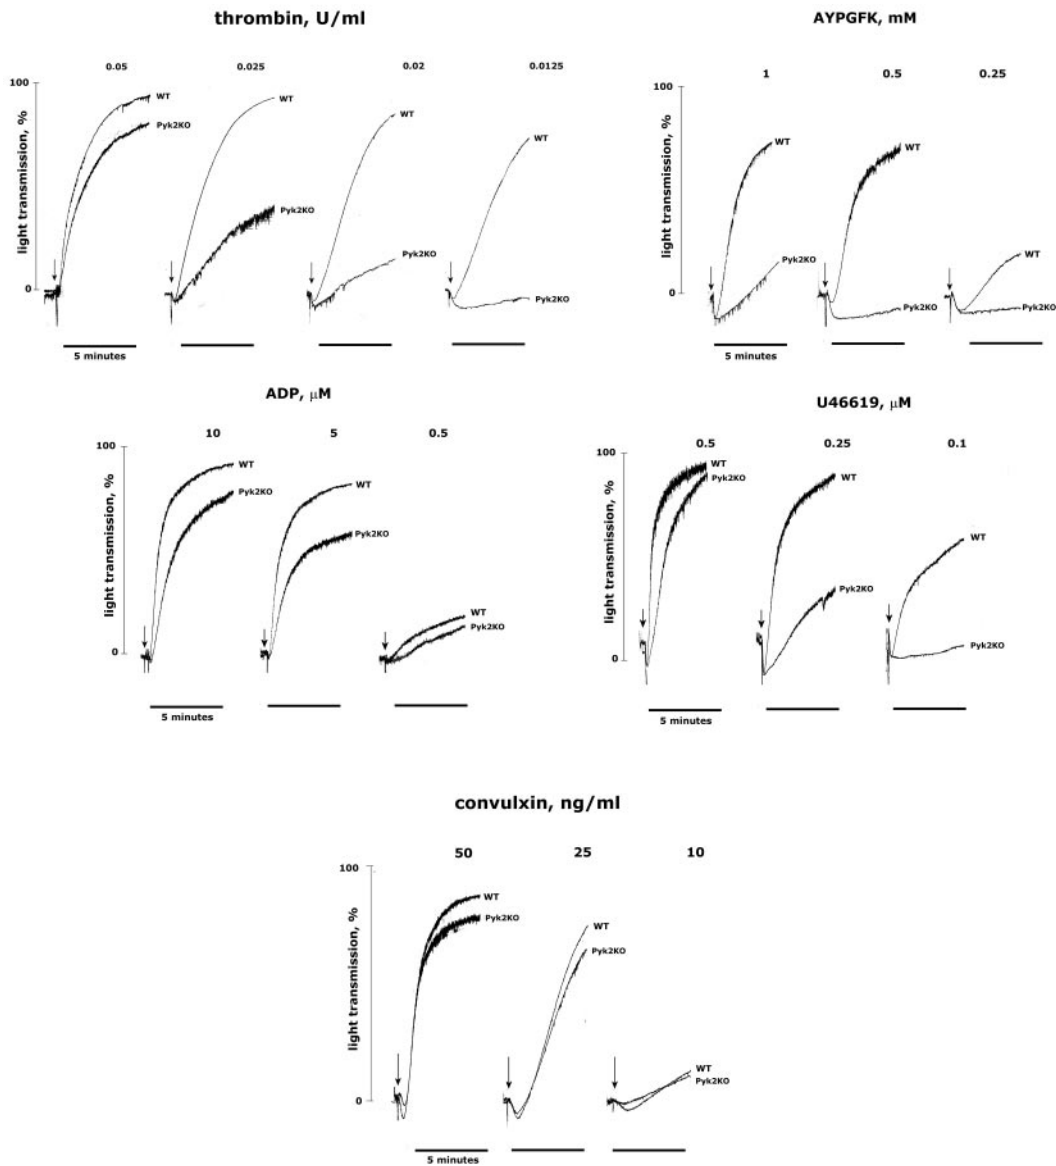 thrombin, U/ml
0.05 0.025 0.02 0.0125
100
light transmission, %
0
WT
Pyk2KO
WT
Pyk2KO
WT
Pyk2KO
WT
Pyk2KO
5 minutes
AYPGFK, mM
1 0.5 0.25
100
light transmission, %
0
WT
Pyk2KO
WT
Pyk2KO
WT
Pyk2KO
5 minutes
ADP, μM
10 5 0.5
100
light transmission, %
0
WT
Pyk2KO
WT
Pyk2KO
WT
Pyk2KO
5 minutes
U46619, μM
0.5 0.25 0.1
100
light transmission, %
0
WT
Pyk2KO
WT
Pyk2KO
WT
Pyk2KO
5 minutes
convulxin, ng/ml
50 25 10
100
light transmission, %
0
WT
Pyk2KO
WT
Pyk2KO
WT
Pyk2KO
5 minutes